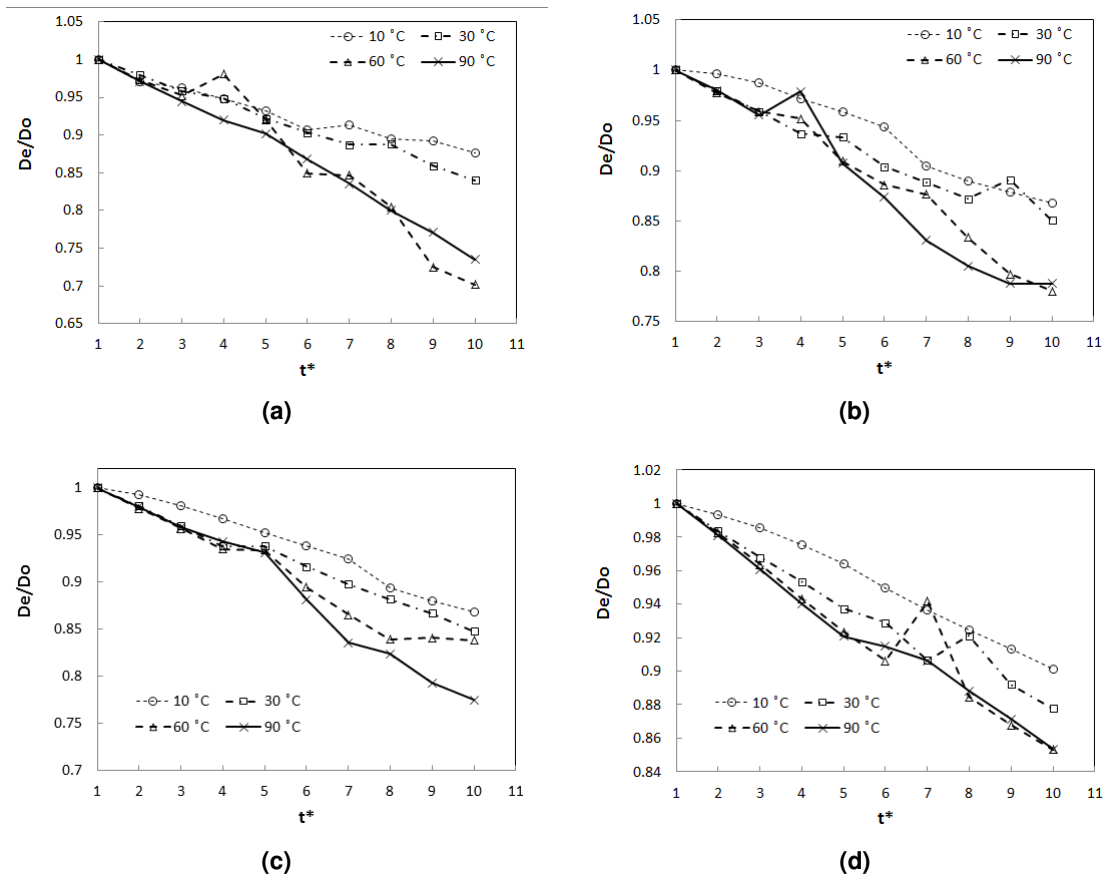 1.05
1
0.95
0.9
0.85
0.8
0.75
0.7
0.65
De/Do
10 ˚C 30 ˚C
60 ˚C 90 ˚C
1 2 3 4 5 6 7 8 9 10 11
t*
(a)
1.05
1
0.95
0.9
0.85
0.8
0.75
De/Do
10 ˚C 30 ˚C
60 ˚C 90 ˚C
1 2 3 4 5 6 7 8 9 10 11
t*
(b)
1
0.95
0.9
0.85
0.8
0.75
0.7
De/Do
10 ˚C 30 ˚C
60 ˚C 90 ˚C
1 2 3 4 5 6 7 8 9 10 11
t*
(c)
1.02
1
0.98
0.96
0.94
0.92
0.9
0.88
0.86
0.84
De/Do
10 ˚C 30 ˚C
60 ˚C 90 ˚C
1 2 3 4 5 6 7 8 9 10 11
t*
(d)